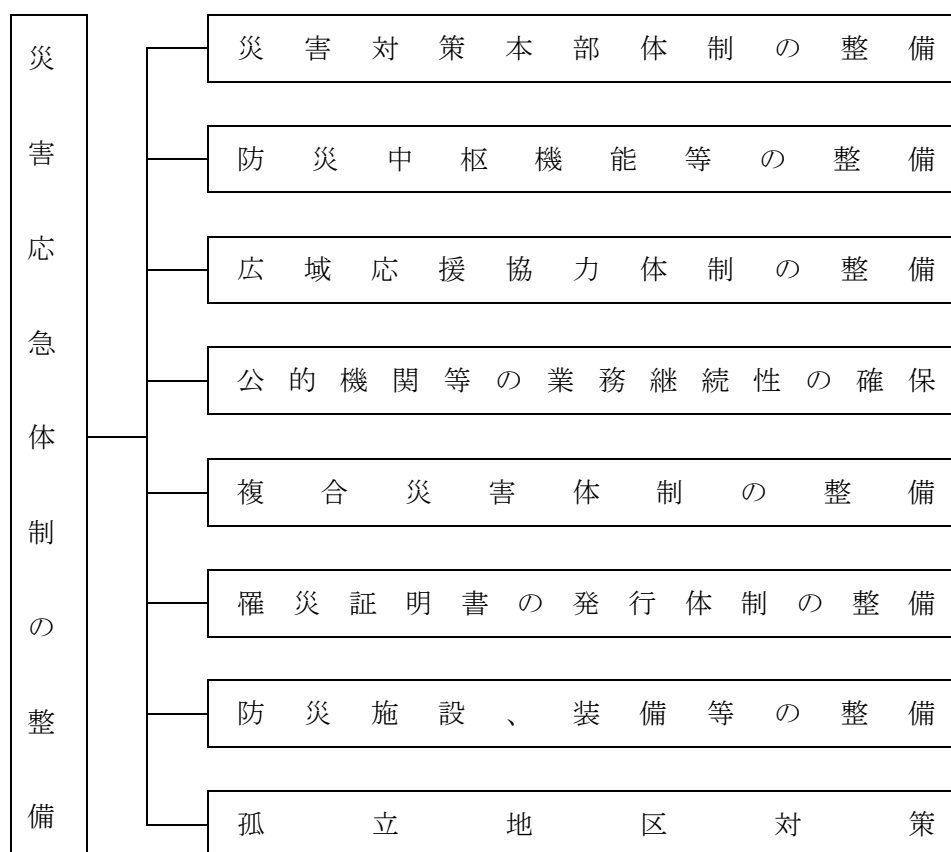 災害応急体制の整備
災害対策本部体制の整備
防災中枢機能等の整備
広域応援協力体制の整備
公的機関等の業務継続性の確保
複合災害体制の整備
罹災証明書の発行体制の整備
防災施設、装備等の整備
孤立地区対策